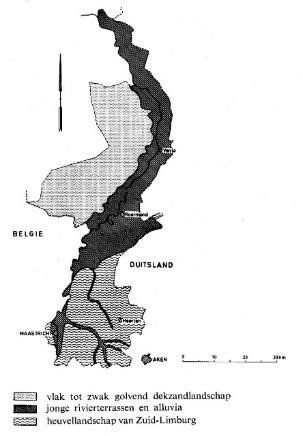 Venlo
Roermond
BELGIE
DUITSLAND
Heerlen
MAASTRICHT
AKEN
0 10 20 30km
vlak tot zwak golvend dekzandlandschap
jonge rivierterrassen en alluvia
heuvellandschap van Zuid-Limburg